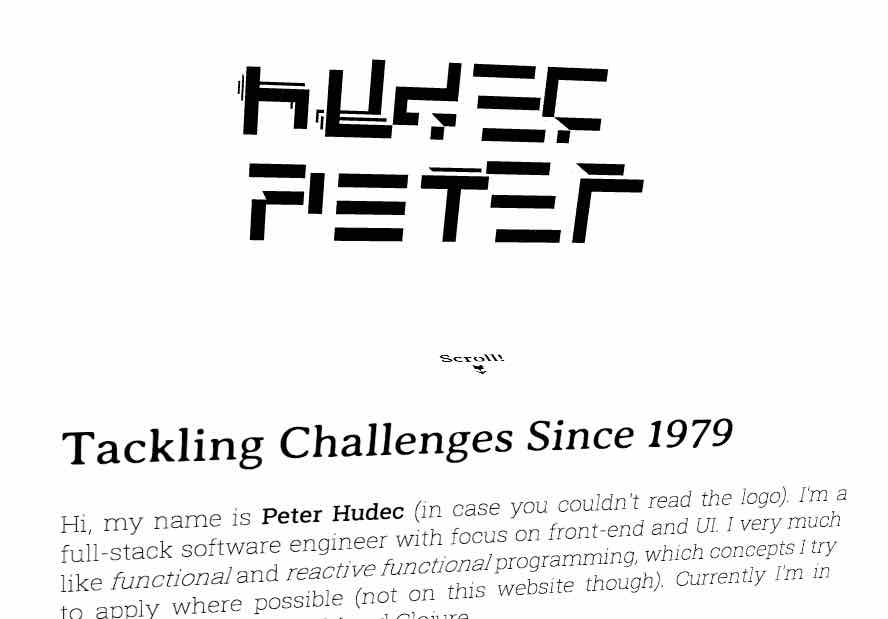 HUDEC
PETER
Scroll!
Tackling Challenges Since 1979
Hi, my name is Peter Hudec (in case you couldn't read the logo). I'm a
full-stack software engineer with focus on front-end and UI. I very much
like functional and reactive functional programming, which concepts I try
to apply where possible (not on this website though). Currently I'm in
Clojure